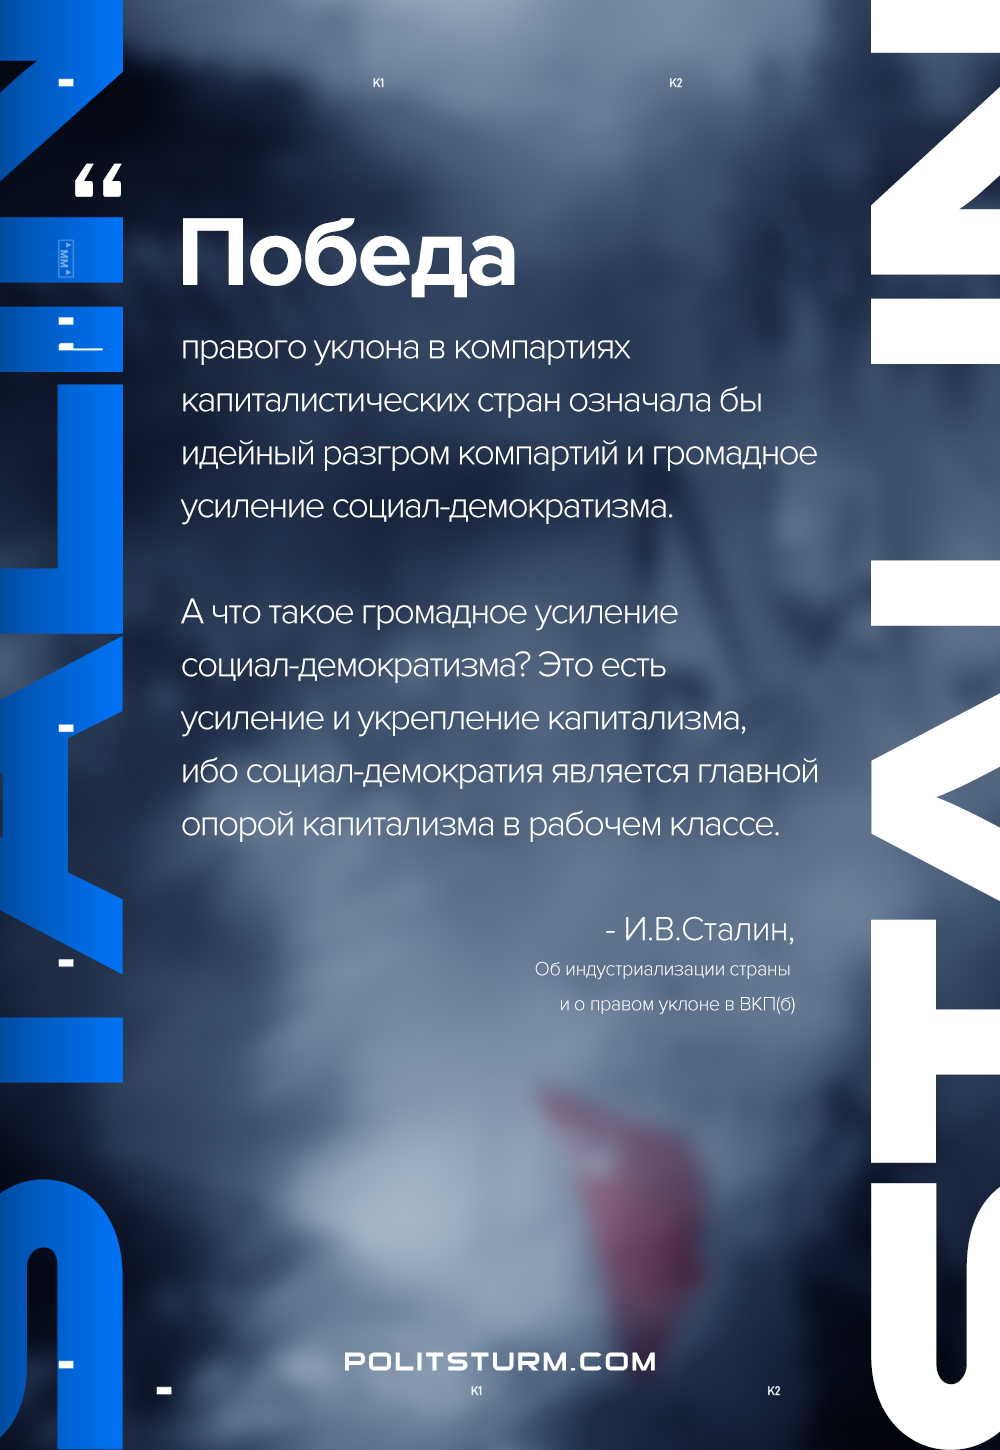 K1
K2
“
Победа
правого уклона в компартиях
капиталистических стран означала бы
идейный разгром компартий и громадное
усиление социал-демократизма.
А что такое громадное усиление
социал-демократизма? Это есть
усиление и укрепление капитализма,
ибо социал-демократия является главной
опорой капитализма в рабочем классе.
- И.В.Сталин,
Об индустриализации страны
и о правом уклоне в ВКП(б)
POLITSTURM.COM
K1
K2
STALIN
STALIN